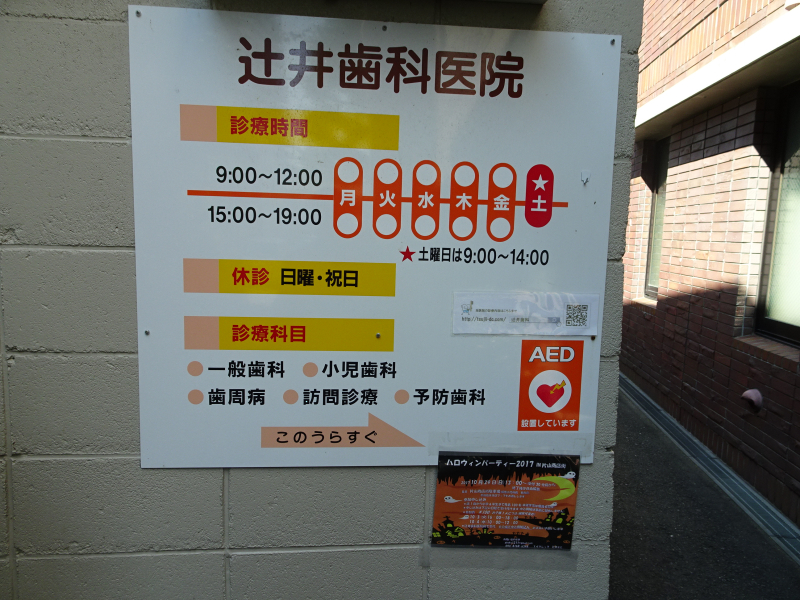 辻井歯科医院
診療時間
9:00～12:00
15:00～19:00
月 火 水 木 金 ★土
★土曜日は9:00～14:00
休診 日曜・祝日
診療科目
一般歯科 小児歯科
歯周病 訪問診療 予防歯科
このうらすぐ
AED
設置しています
ハロウィンパーティー2017